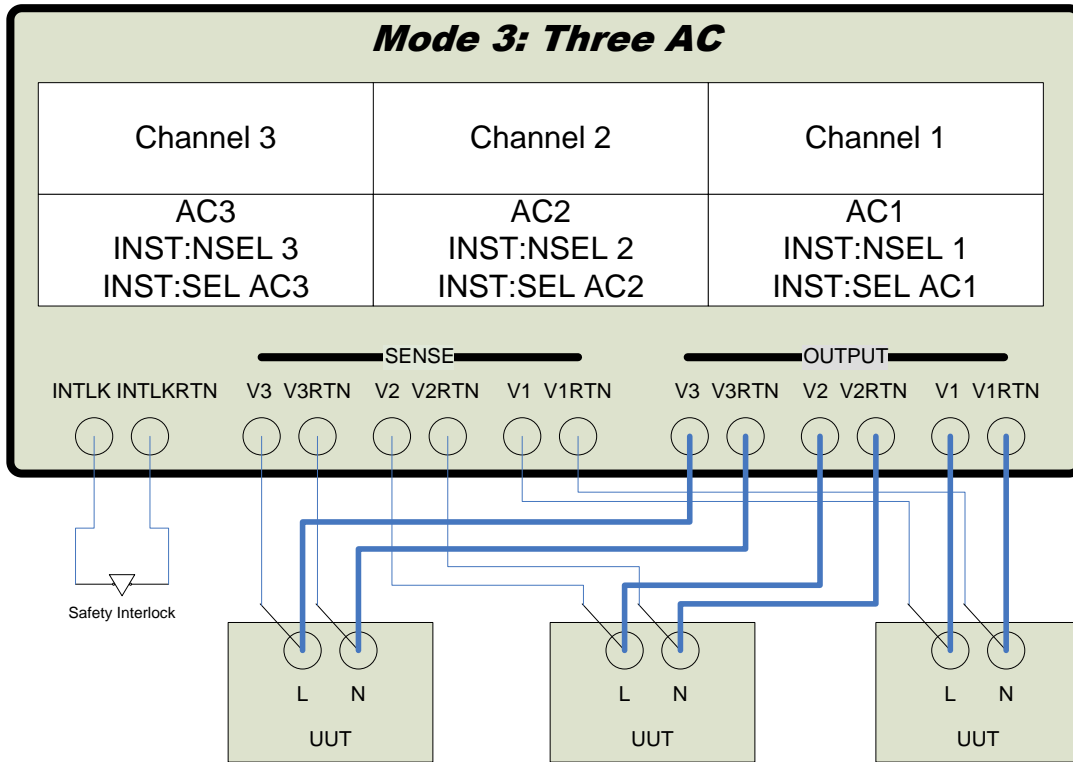 Mode 3: Three AC
Channel 3
Channel 2
Channel 1
AC3
INST:NSEL 3
INST:SEL AC3
AC2
INST:NSEL 2
INST:SEL AC2
AC1
INST:NSEL 1
INST:SEL AC1
SENSE
OUTPUT
INTLK INTLKRTN V3 V3RTN V2 V2RTN V1 V1RTN V3 V3RTN V2 V2RTN V1 V1RTN
Safety Interlock
L N
UUT
L N
UUT
L N
UUT